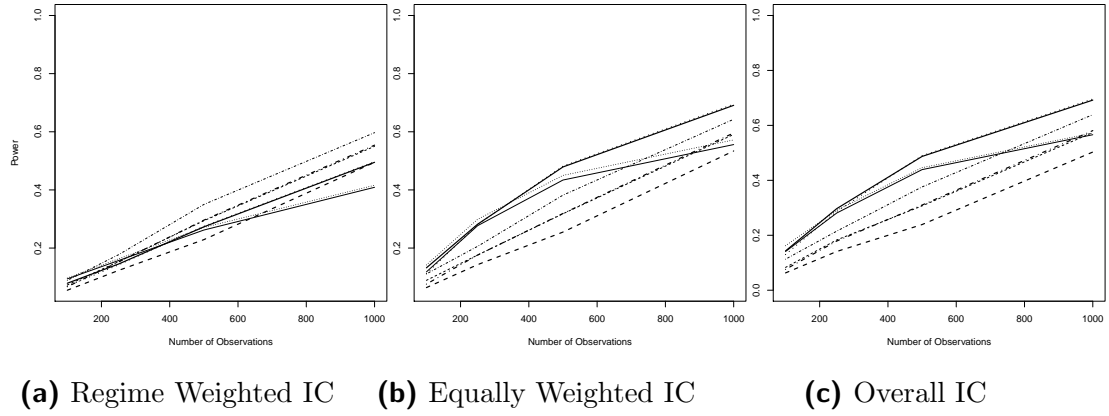 Power
0.2 0.4 0.6 0.8 1.0
200 400 600 800 1000
Number of Observations
0.2 0.4 0.6 0.8 1.0
200 400 600 800 1000
Number of Observations
0.0 0.2 0.4 0.6 0.8 1.0
200 400 600 800 1000
Number of Observations
(a) Regime Weighted IC
(b) Equally Weighted IC
(c) Overall IC